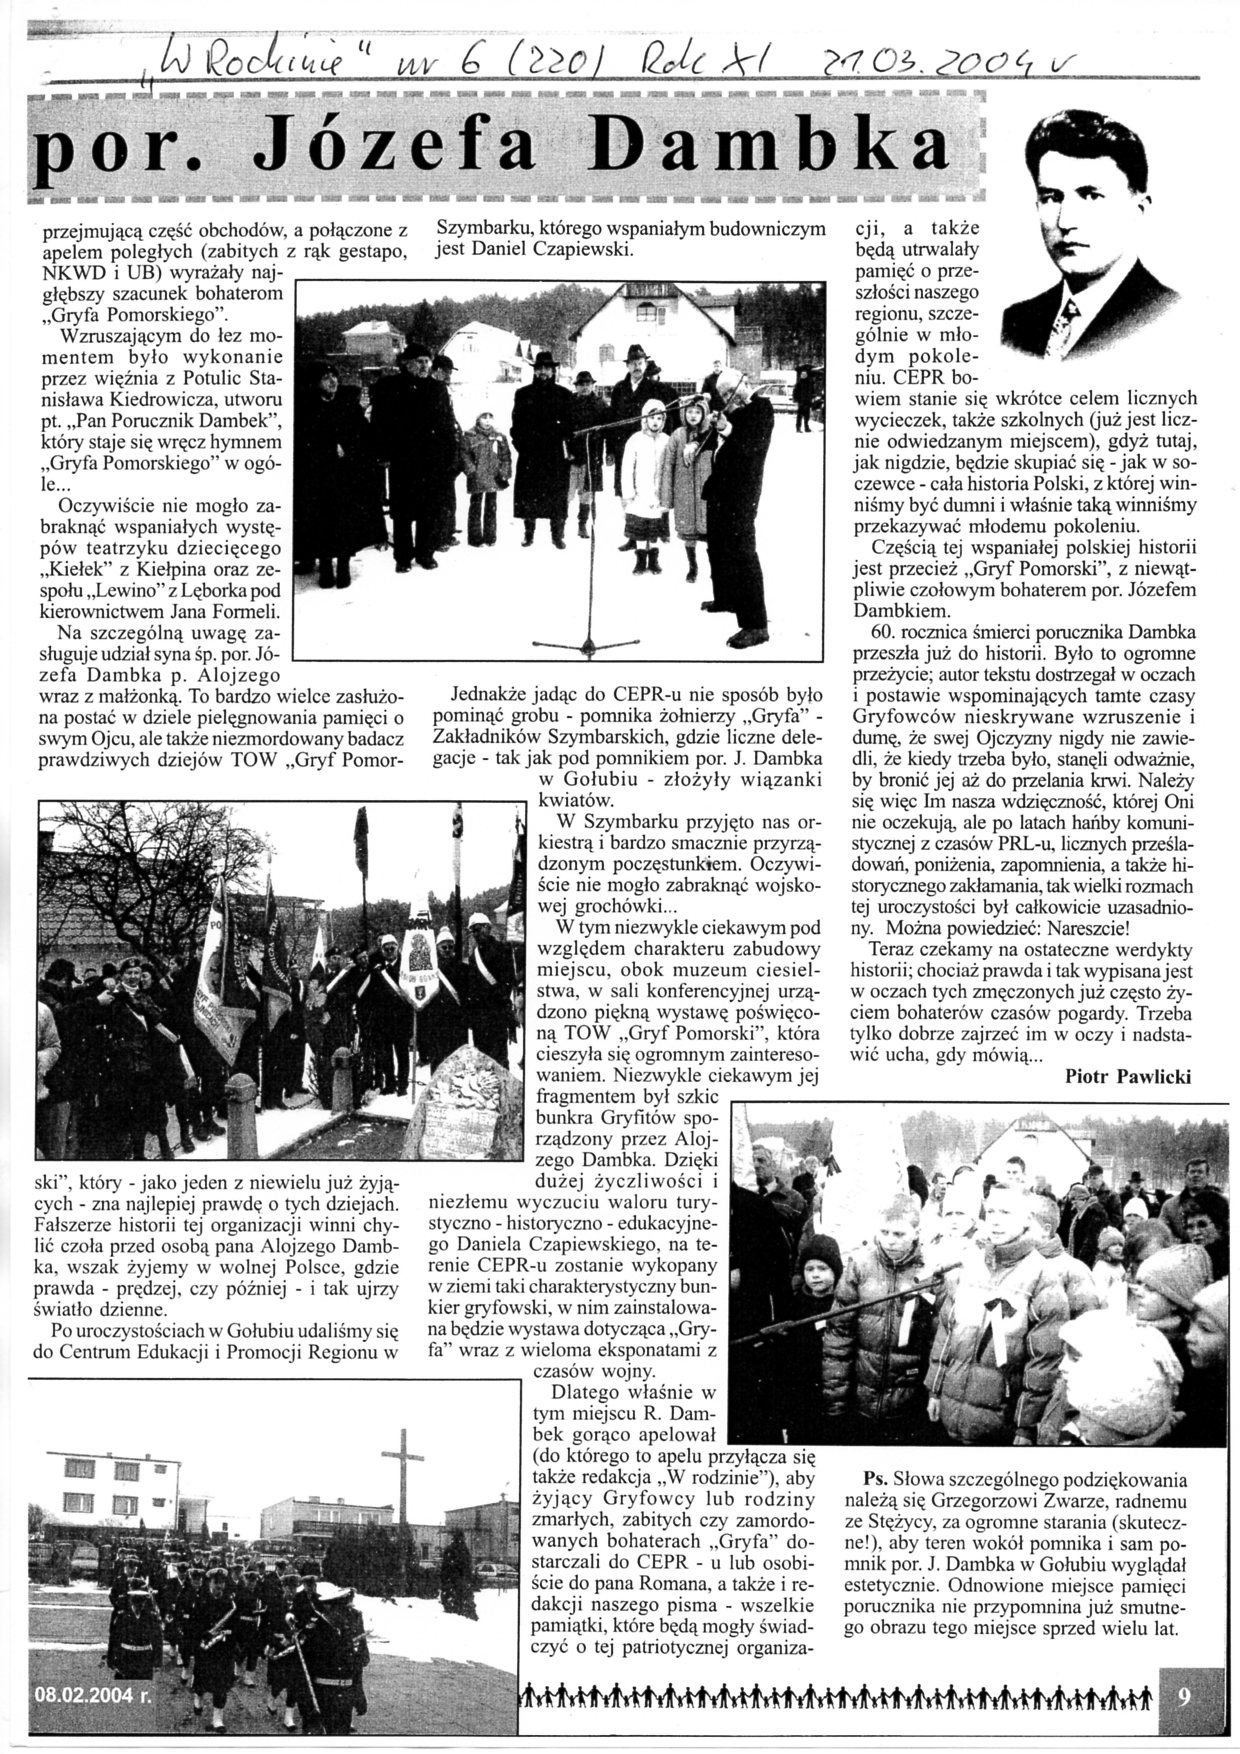 „W Rodzinie" nr 6 (220) Rok XI 21.03.2004 r
por. Józefa Dambka
przejmującą część obchodów, a połączone z
apelem poległych (zabitych z rąk gestapo,
NKWD i UB) wyrażały naj-
głębszy szacunek bohaterom
„Gryfa Pomorskiego”.
Wzruszającym do łez mo-
mentem było wykonanie
przez więźnia z Potulic Sta-
nisława Kiedrowicza, utworu
pt. „Pan Porucznik Dambek”,
który staje się wręcz hymnem
„Gryfa Pomorskiego” w ogó-
le...
Oczywiście nie mogło za-
braknąć wspaniałych wystę-
pów teatrzyku dziecięcego
„Kiełek” z Kiełpina oraz ze-
społu „Lewino” z Lęborka pod
kierownictwem Jana Formeli.
Na szczególną uwagę za-
sługuje udział syna śp. por. Jó-
zefa Dambka p. Alojzego
wraz z małżonką. To bardzo wielce zasłużo-
na postać w dziele pielęgnowania pamięci o
swym Ojcu, ale także niezmordowany badacz
prawdziwych dziejów TOW „Gryf Pomor-
ski”, który - jako jeden z niewielu już żyją-
cych - zna najlepiej prawdę o tych dziejach.
Fałszerze historii tej organizacji winni chy-
lić czoła przed osobą pana Alojzego Damb-
ka, wszak żyjemy w wolnej Polsce, gdzie
prawda - prędzej, czy później - i tak ujrzy
światło dzienne.
Po uroczystościach w Gołubiu udaliśmy się
do Centrum Edukacji i Promocji Regionu w
08.02.2004 r.
Szymbarku, którego wspaniałym budowniczym
jest Daniel Czapiewski.
Jednakże jadąc do CEPR-u nie sposób było
pominąć grobu - pomnika żołnierzy „Gryfa” -
Zakładników Szymbarskich, gdzie liczne dele-
gacje - tak jak pod pomnikiem por. J. Dambka
w Gołubiu - złożyły wiązanki
kwiatów.
W Szymbarku przyjęto nas or-
kiestrą i bardzo smacznie przyrzą-
dzonym poczęstunkiem. Oczywi-
ście nie mogło zabraknąć wojsko-
wej grochówki...
W tym niezwykle ciekawym pod
względem charakteru zabudowy
miejscu, obok muzeum ciesiel-
stwa, w sali konferencyjnej urzą-
dzono piękną wystawę poświęco-
ną TOW „Gryf Pomorski”, która
cieszyła się ogromnym zaintereso-
waniem. Niezwykle ciekawym jej
fragmentem był szkic
bunkra Gryfitów spo-
rządzony przez Aloj-
zego Dambka. Dzięki
dużej życzliwości i
niezłemu wyczuciu waloru tury-
styczno - historyczno - edukacyjne-
go Daniela Czapiewskiego, na te-
renie CEPR-u zostanie wykopany
w ziemi taki charakterystyczny bun-
kier gryfowski, w nim zainstalowa-
na będzie wystawa dotycząca „Gry-
fa” wraz z wieloma eksponatami z
czasów wojny.
Dlatego właśnie w
tym miejscu R. Dam-
bek gorąco apelował
(do którego to apelu przyłącza się
także redakcja „W rodzinie”), aby
żyjący Gryfowcy lub rodziny
zmarłych, zabitych czy zamordo-
wanych bohaterach „Gryfa” do-
starczali do CEPR - u lub osobi-
ście do pana Romana, a także i re-
dakcji naszego pisma - wszelkie
pamiątki, które będą mogły świad-
czyć o tej patriotycznej organiza-
cji, a także
będą utrwalały
pamięć o prze-
szłości naszego
regionu, szcze-
gólnie w mło-
dym pokole-
niu. CEPR bo-
wiem stanie się wkrótce celem licznych
wycieczek, także szkolnych (już jest licz-
nie odwiedzanym miejscem), gdyż tutaj,
jak nigdzie, będzie skupiać się - jak w so-
czewce - cała historia Polski, z której win-
niśmy być dumni i właśnie taką winniśmy
przekazywać młodemu pokoleniu.
Częścią tej wspaniałej polskiej historii
jest przecież „Gryf Pomorski”, z niewąt-
pliwie czołowym bohaterem por. Józefem
Dambkiem.
60. rocznica śmierci porucznika Dambka
przeszła już do historii. Było to ogromne
przeżycie; autor tekstu dostrzegał w oczach
i postawie wspominających tamte czasy
Gryfowców nieskrywane wzruszenie i
dumę, że swej Ojczyzny nigdy nie zawie-
dli, że kiedy trzeba było, stanęli odważnie,
by bronić jej aż do przelania krwi. Należy
się więc Im nasza wdzięczność, której Oni
nie oczekują, ale po latach hańby komuni-
stycznej z czasów PRL-u, licznych prześla-
dowań, poniżenia, zapomnienia, a także hi-
storycznego zakłamania, tak wielki rozmach
tej uroczystości był całkowicie uzasadnio-
ny. Można powiedzieć: Nareszcie!
Teraz czekamy na ostateczne werdykty
historii; chociaż prawda i tak wypisana jest
w oczach tych zmęczonych już często ży-
ciem bohaterów czasów pogardy. Trzeba
tylko dobrze zajrzeć im w oczy i nadsta-
wić ucha, gdy mówią...
Piotr Pawlicki
Ps. Słowa szczególnego podziękowania
należą się Grzegorzowi Zwarze, radnemu
ze Stężycy, za ogromne starania (skutecz-
ne!), aby teren wokół pomnika i sam po-
mnik por. J. Dambka w Gołubiu wyglądał
estetycznie. Odnowione miejsce pamięci
porucznika nie przypomnina już smutne-
go obrazu tego miejsce sprzed wielu lat.
9